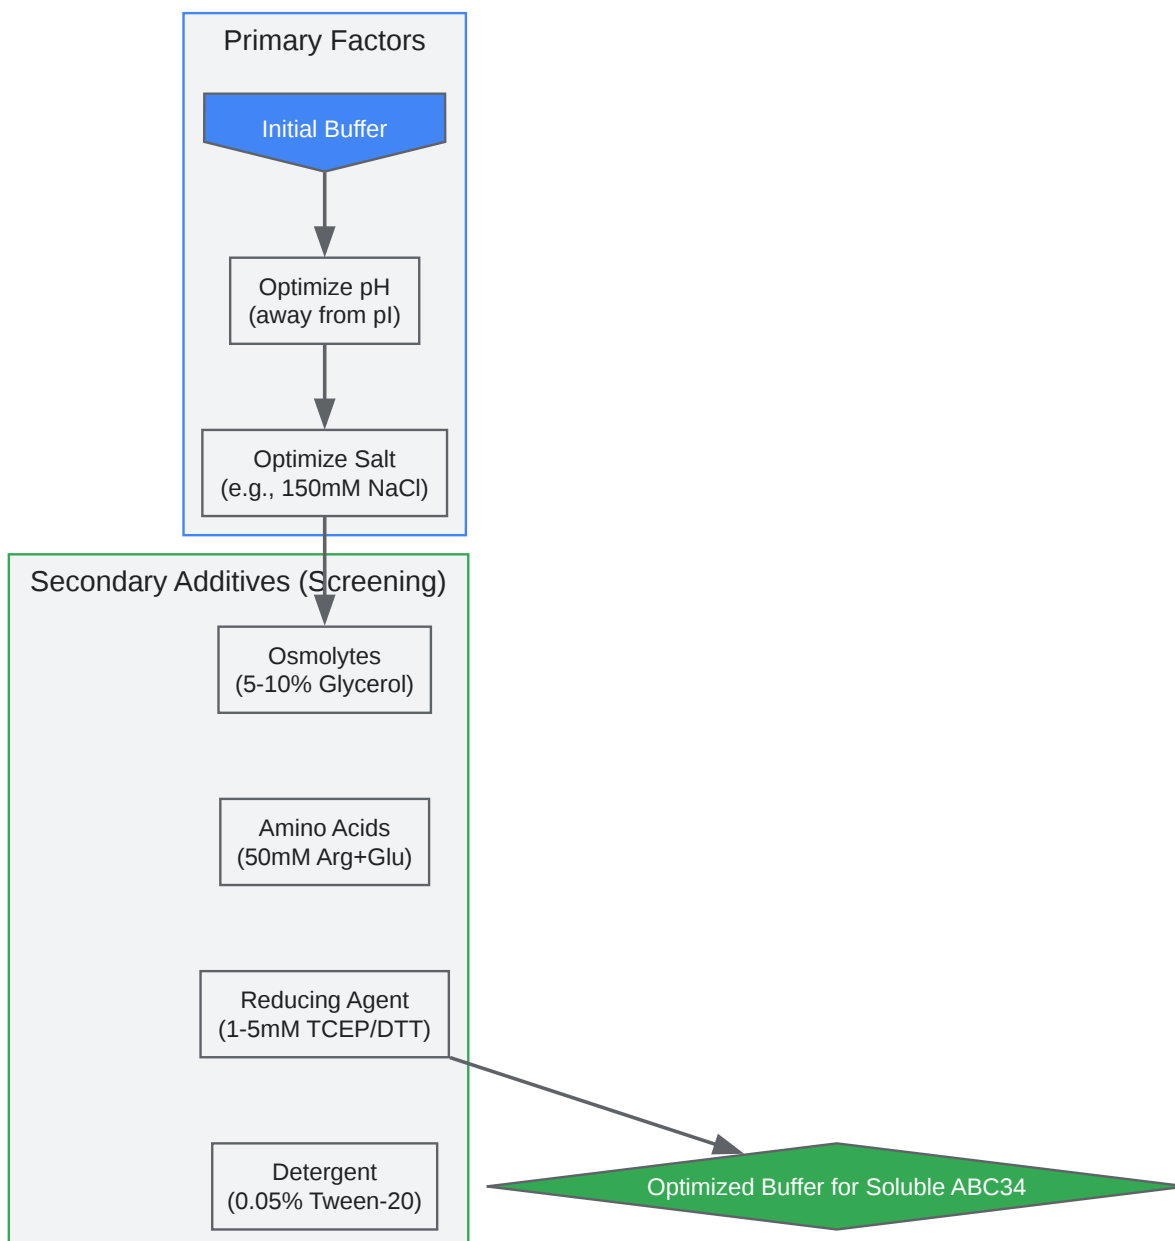 Primary Factors
Initial Buffer
Optimize pH
(away from pI)
Optimize Salt
(e.g., 150mM NaCl)
Secondary Additives (Screening)
Osmolytes
(5-10% Glycerol)
Amino Acids
(50mM Arg+Glu)
Reducing Agent
(1-5mM TCEP/DTT)
Detergent
(0.05% Tween-20)
Optimized Buffer for Soluble ABC34